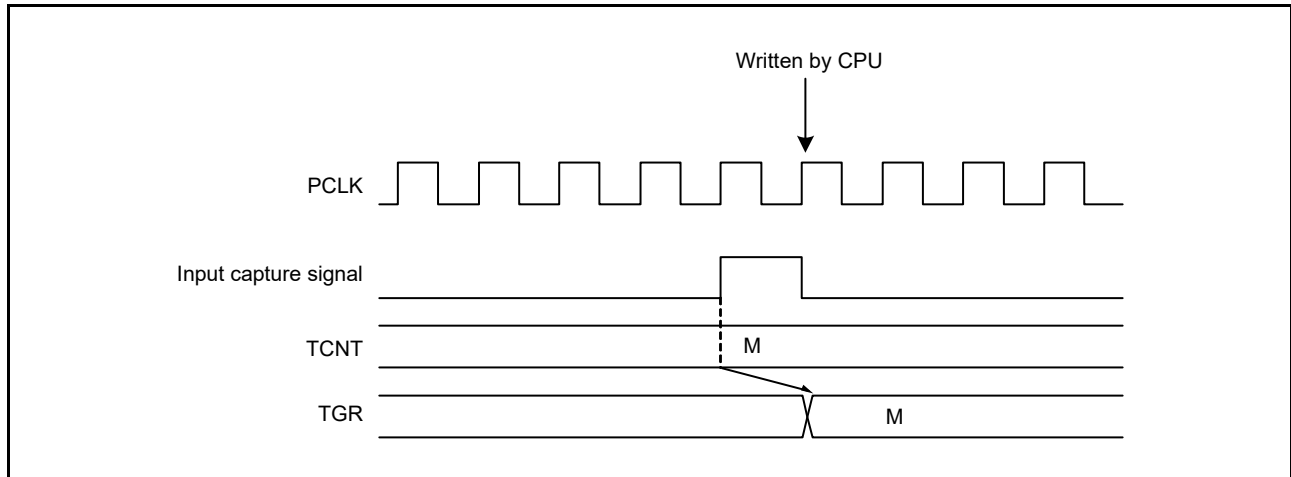 Written by CPU
PCLK
Input capture signal
TCNT
M
TGR
M